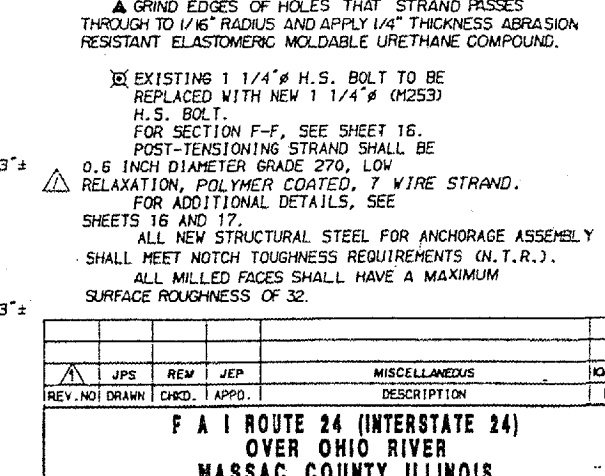 ▲ GRIND EDGES OF HOLES THAT STRAND PASSES
THROUGH TO 1/16" RADIUS AND APPLY 1/4" THICKNESS ABRASION
RESISTANT ELASTOMERIC MOLDABLE URETHANE COMPOUND.
EXISTING 1 1/4"ø H.S. BOLT TO BE
REPLACED WITH NEW 1 1/4"ø (M253)
H.S. BOLT.
FOR SECTION F-F, SEE SHEET 16.
POST-TENSIONING STRAND SHALL BE
3"± 0.6 INCH DIAMETER GRADE 270, LOW
1 RELAXATION, POLYMER COATED, 7 WIRE STRAND.
FOR ADDITIONAL DETAILS, SEE
SHEETS 16 AND 17.
ALL NEW STRUCTURAL STEEL FOR ANCHORAGE ASSEMBLY
SHALL MEET NOTCH TOUGHNESS REQUIREMENTS (N.T.R.).
ALL MILLED FACES SHALL HAVE A MAXIMUM
SURFACE ROUGHNESS OF 32.
3"±
1 JPS REM JEP MISCELLANEOUS
REV.NO DRAWN CHKD. APPD. DESCRIPTION
F A I ROUTE 24 (INTERSTATE 24)
OVER OHIO RIVER
MASSAC COUNTY ILLINOIS